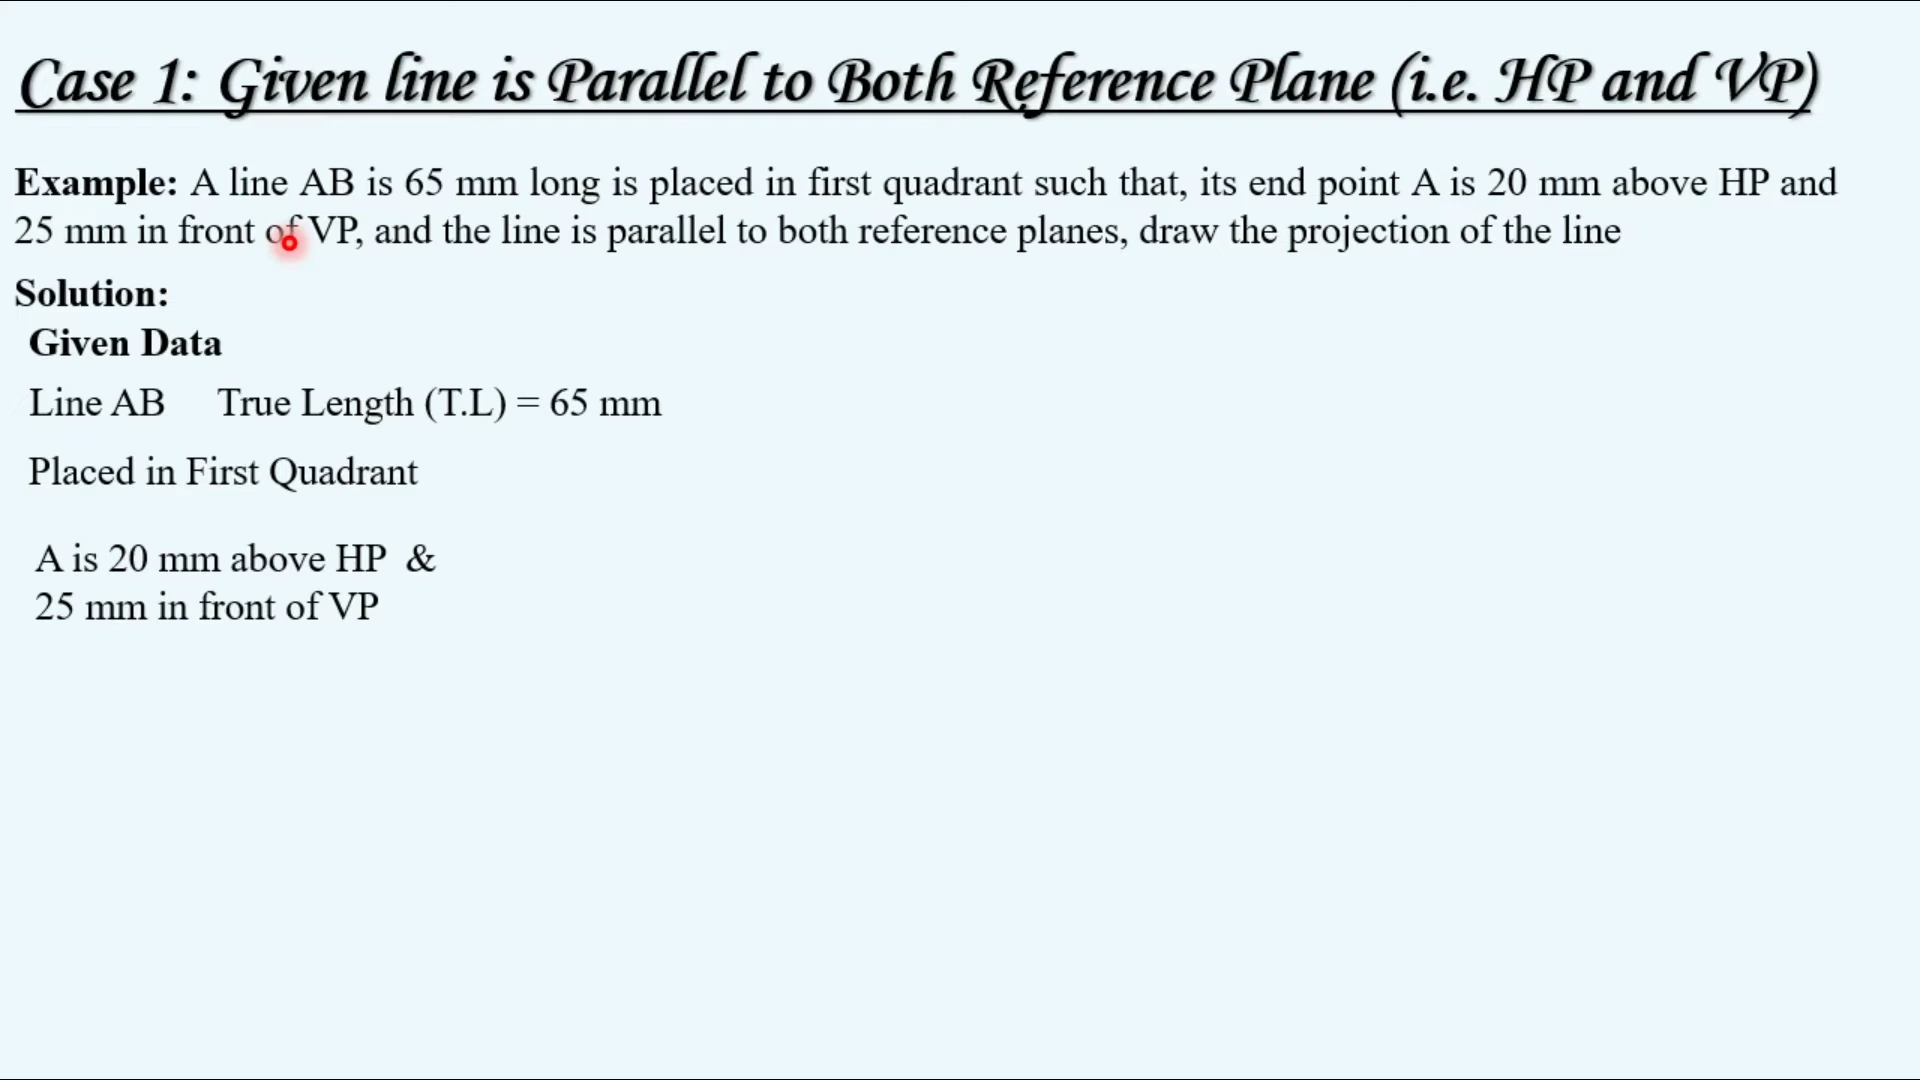 Case 1: Given line is Parallel to Both Reference Plane (i.e. HP and VP)
Example: A line AB is 65 mm long is placed in first quadrant such that, its end point A is 20 mm above HP and
25 mm in front of VP, and the line is parallel to both reference planes, draw the projection of the line
Solution:
Given Data
Line AB True Length (T.L) = 65 mm
Placed in First Quadrant
A is 20 mm above HP &
25 mm in front of VP